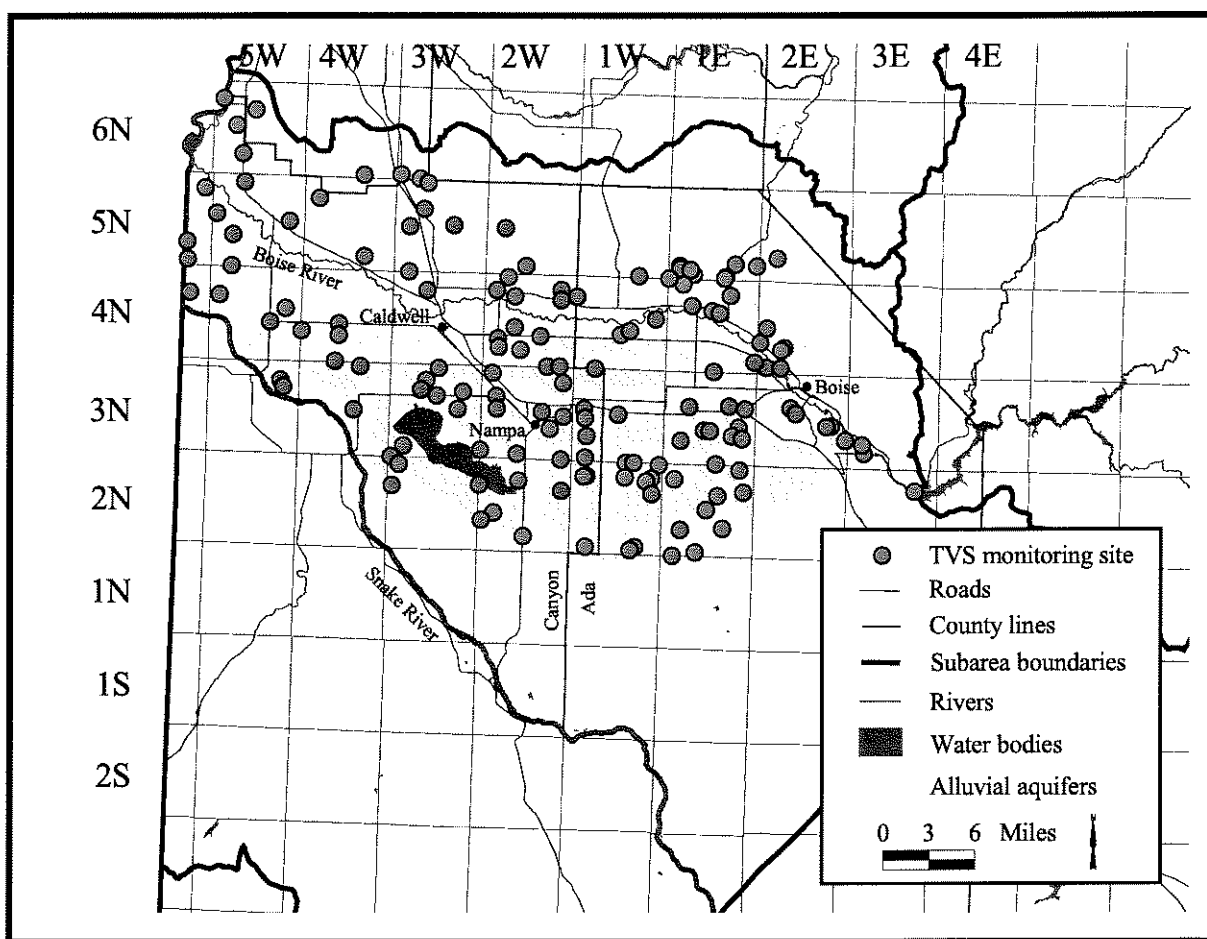 5W 4W 3W 2W 1W 1E 2E 3E 4E
6N
5N
4N
3N
2N
1N
1S
2S
Boise River
Caldwell
Boise
Nampa
Snake River
Canyon
Ada
TVS monitoring site
Roads
County lines
Subarea boundaries
Rivers
Water bodies
Alluvial aquifers
0 3 6 Miles